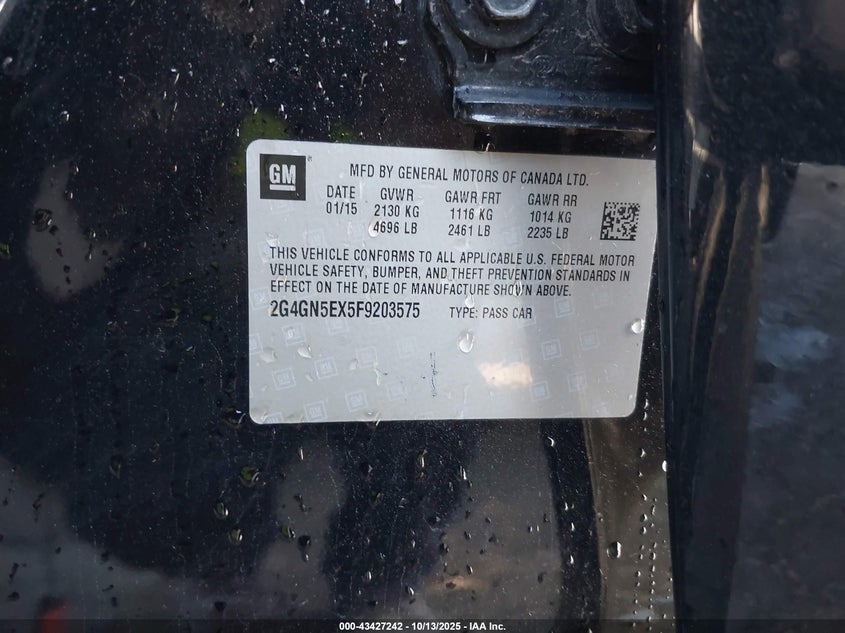 GM
MFD BY GENERAL MOTORS OF CANADA LTD.
DATE GVWR GAWR FRT GAWR RR
01/15 2130 KG 1116 KG 1014 KG
4696 LB 2461 LB 2235 LB
THIS VEHICLE CONFORMS TO ALL APPLICABLE U.S. FEDERAL MOTOR
VEHICLE SAFETY, BUMPER, AND THEFT PREVENTION STANDARDS IN
EFFECT ON THE DATE OF MANUFACTURE SHOWN ABOVE.
2G4GN5EX5F9203575 TYPE: PASS CAR
000-43427242 - 10/13/2025 - IAA Inc.